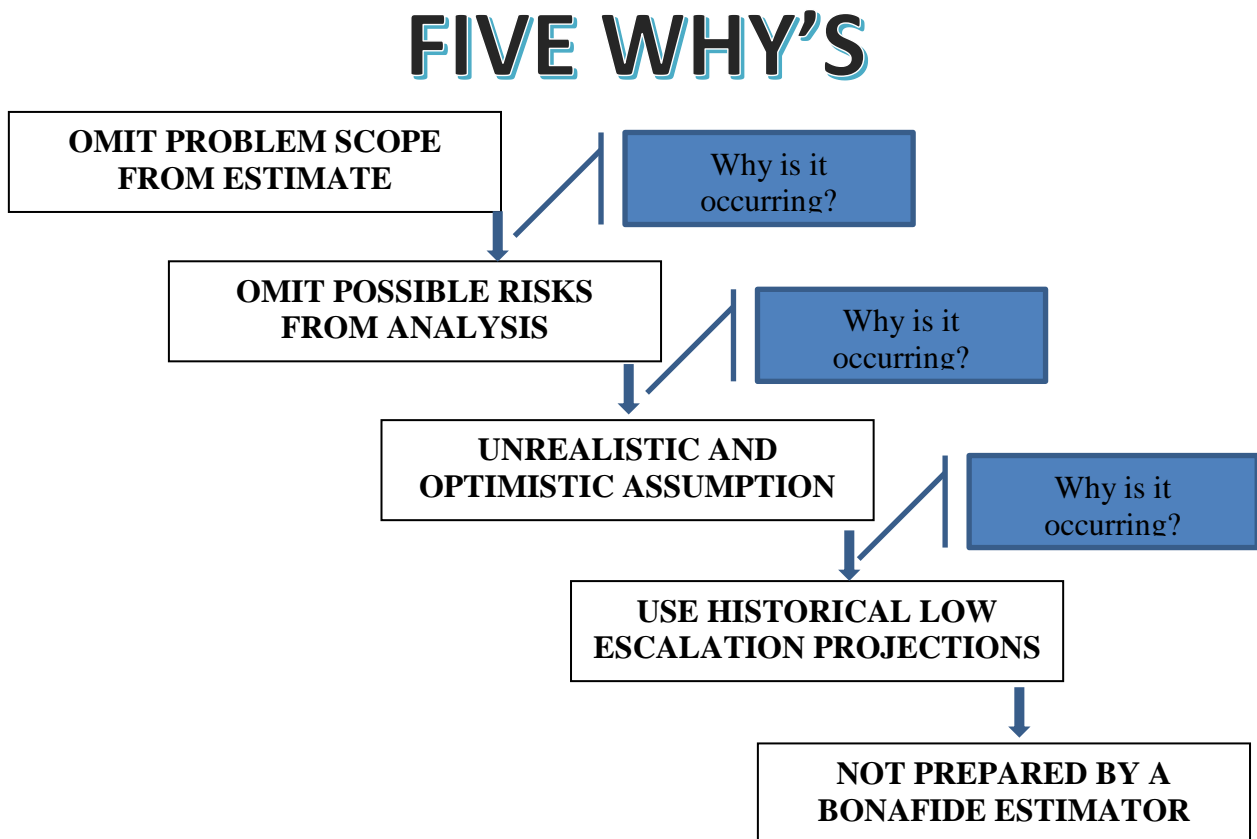 FIVE WHY'S
OMIT PROBLEM SCOPE
FROM ESTIMATE
Why is it
occurring?
OMIT POSSIBLE RISKS
FROM ANALYSIS
Why is it
occurring?
UNREALISTIC AND
OPTIMISTIC ASSUMPTION
Why is it
occurring?
USE HISTORICAL LOW
ESCALATION PROJECTIONS
NOT PREPARED BY A
BONAFIDE ESTIMATOR